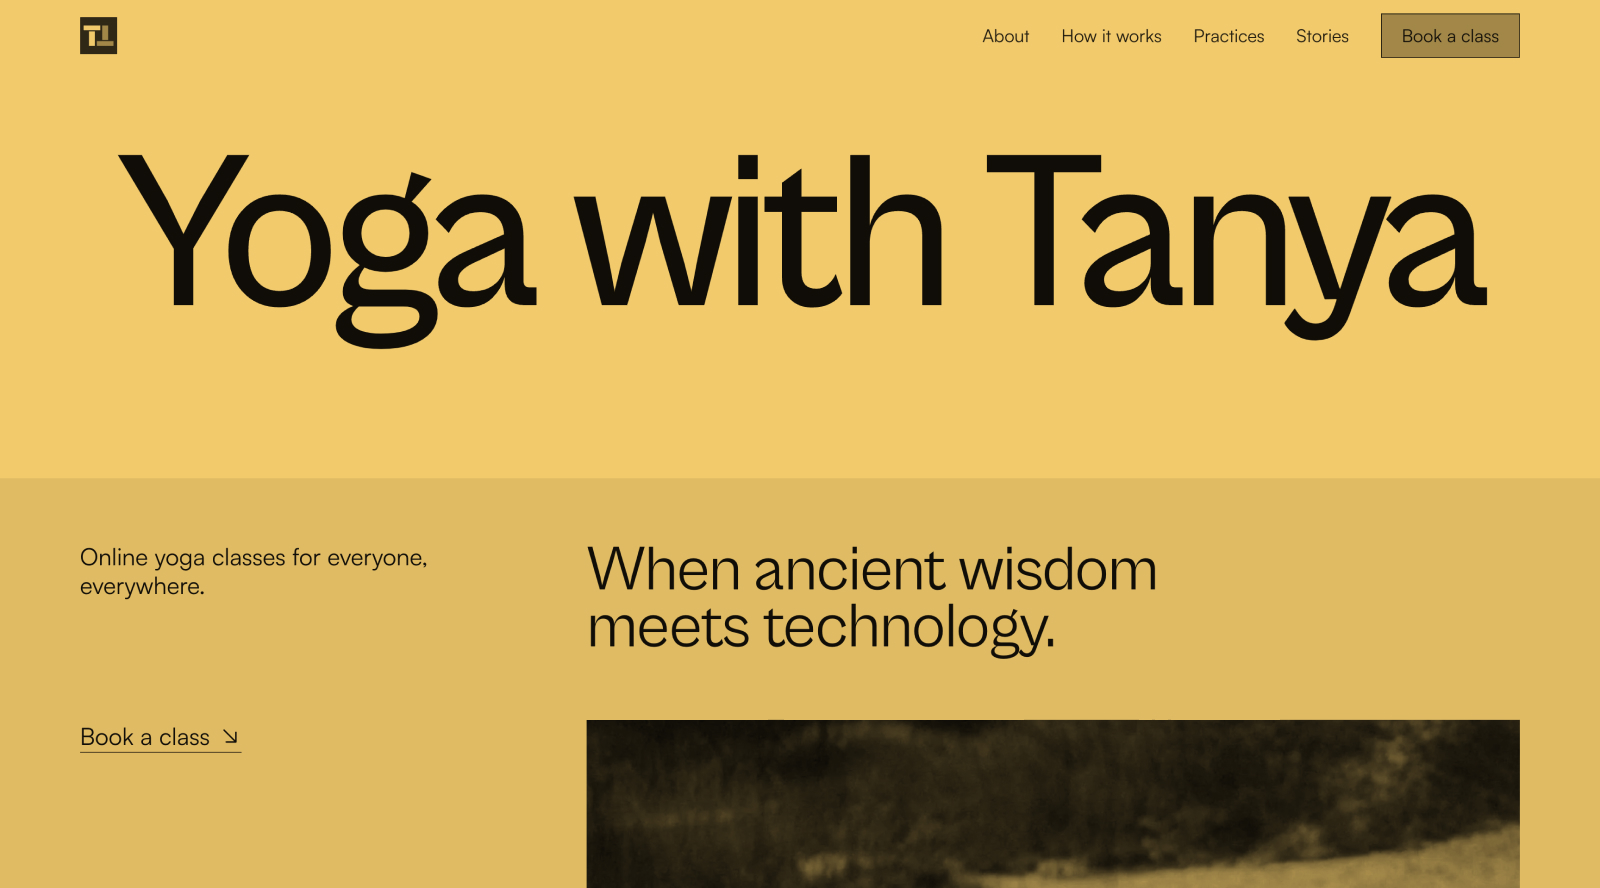 About
How it works
Practices
Stories
Book a class
Yoga with Tanya
Online yoga classes for everyone,
everywhere.
When ancient wisdom
meets technology.
Book a class